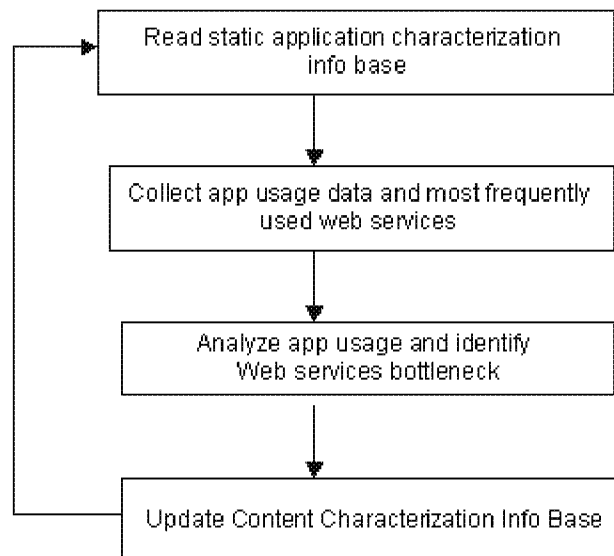 Read static application characterization
info base
Collect app usage data and most frequently
used web services
Analyze app usage and identify
Web services bottleneck
Update Content Characterization Info Base